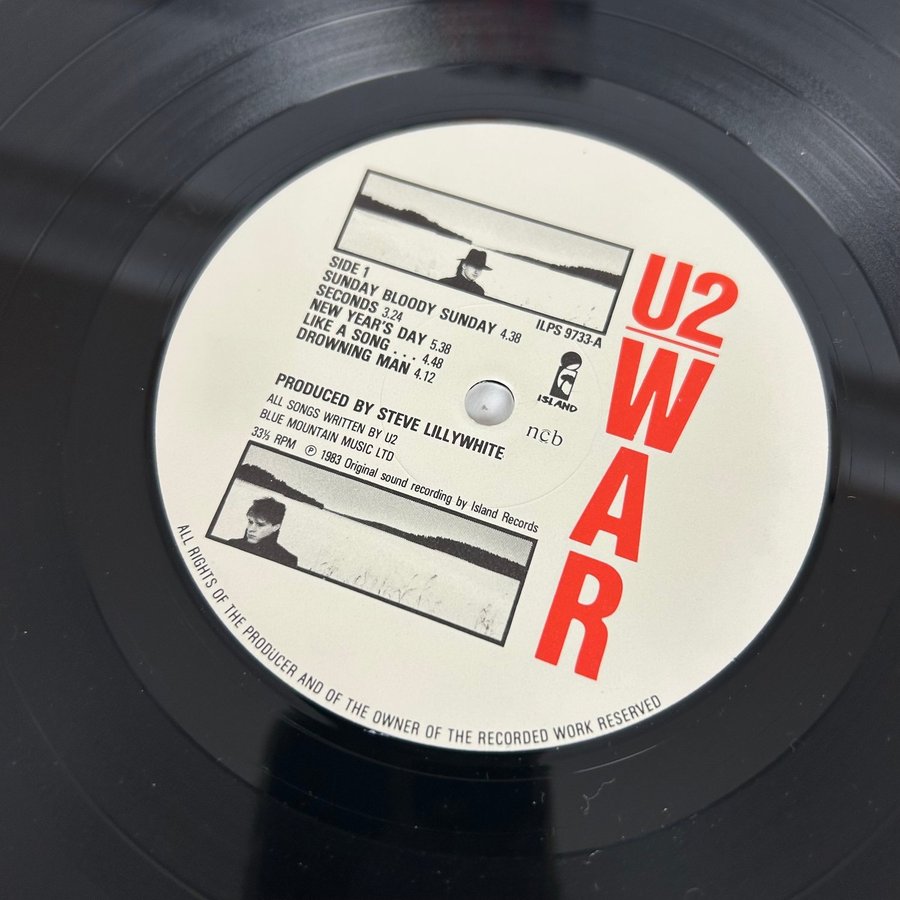 SIDE 1
SUNDAY BLOODY SUNDAY 4.38
SECONDS 3.24
NEW YEAR'S DAY 5.38
LIKE A SONG . . . 4.48
DROWNING MAN 4.12
ILPS 9733-A
ISLAND
ncb
PRODUCED BY STEVE LILLYWHITE
ALL SONGS WRITTEN BY U2
BLUE MOUNTAIN MUSIC LTD
33⅓ RPM ℗ 1983 Original sound recording by Island Records
U2
WAR
ALL RIGHTS OF THE PRODUCER AND OF THE OWNER OF THE RECORDED WORK RESERVED